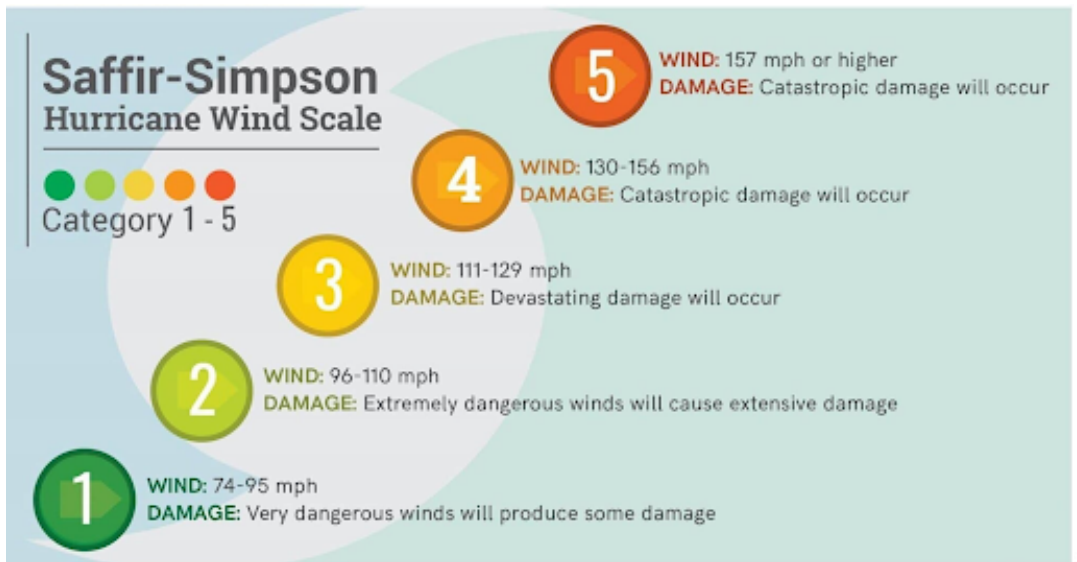 Saffir-Simpson
Hurricane Wind Scale
Category 1 - 5
5
WIND: 157 mph or higher
DAMAGE: Catastropic damage will occur
4
WIND: 130-156 mph
DAMAGE: Catastropic damage will occur
3
WIND: 111-129 mph
DAMAGE: Devastating damage will occur
2
WIND: 96-110 mph
DAMAGE: Extremely dangerous winds will cause extensive damage
1
WIND: 74-95 mph
DAMAGE: Very dangerous winds will produce some damage